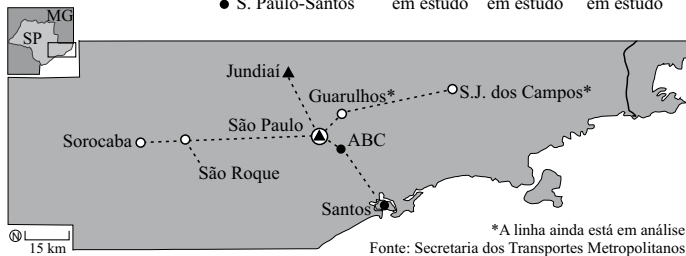 ● S. Paulo-Santos em estudo em estudo em estudo
MG
SP
Jundiaí
Guarulhos*
S.J. dos Campos*
São Paulo
ABC
Sorocaba
São Roque
Santos
N
15 km
*A linha ainda está em análise
Fonte: Secretaria dos Transportes Metropolitanos